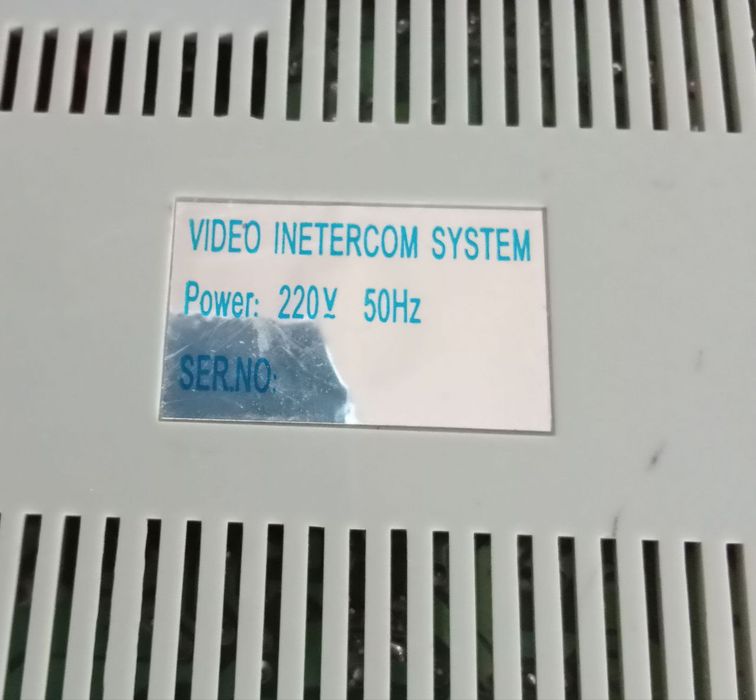 VIDEO INETERCOM SYSTEM
Power: 220V~ 50Hz
SER.NO: